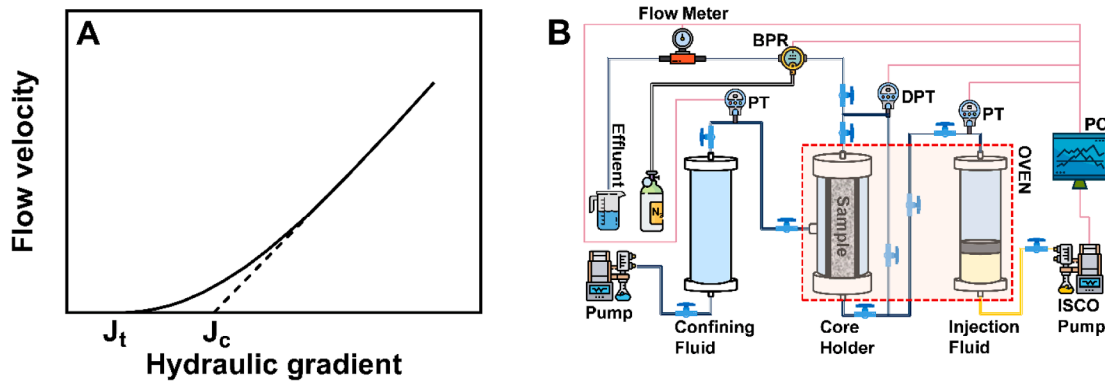 A
Flow velocity
Jt
Jc
Hydraulic gradient
B
Flow Meter
BPR
PT
DPT
PT
PC
Effluent
N₂
Sample
OVEN
Pump
Confining
Fluid
Core
Holder
Injection
Fluid
ISCO
Pump